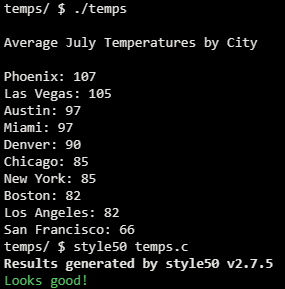 temps/ $ ./temps
Average July Temperatures by City
Phoenix: 107
Las Vegas: 105
Austin: 97
Miami: 97
Denver: 90
Chicago: 85
New York: 85
Boston: 82
Los Angeles: 82
San Francisco: 66
temps/ $ style50 temps.c
Results generated by style50 v2.7.5
Looks good!